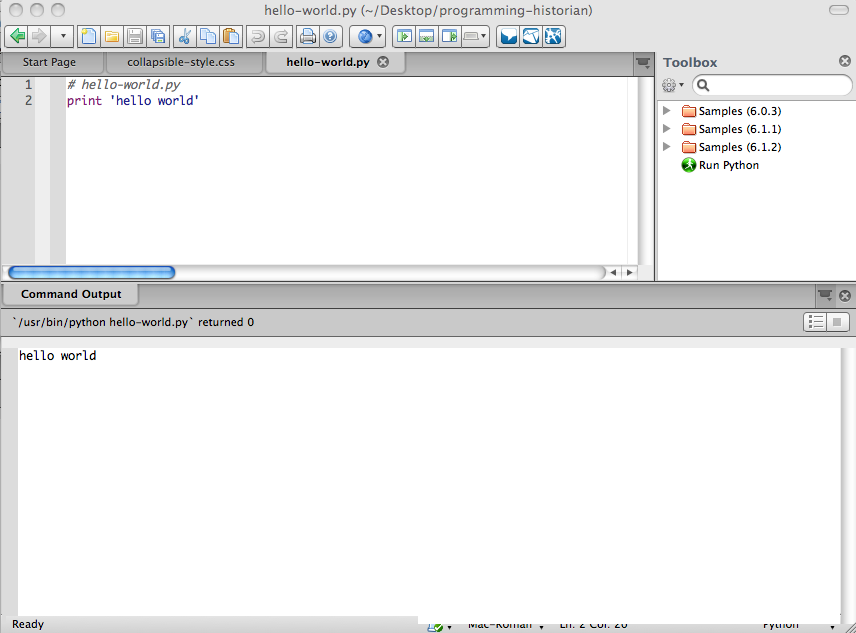 hello-world.py (~/Desktop/programming-historian)
Start Page
collapsible-style.css
hello-world.py
Toolbox
1 # hello-world.py
2 print 'hello world'
Samples (6.0.3)
Samples (6.1.1)
Samples (6.1.2)
Run Python
Command Output
`/usr/bin/python hello-world.py` returned 0
hello world
Ready
Mac-Roman
Ln: 2 Col: 20
Python